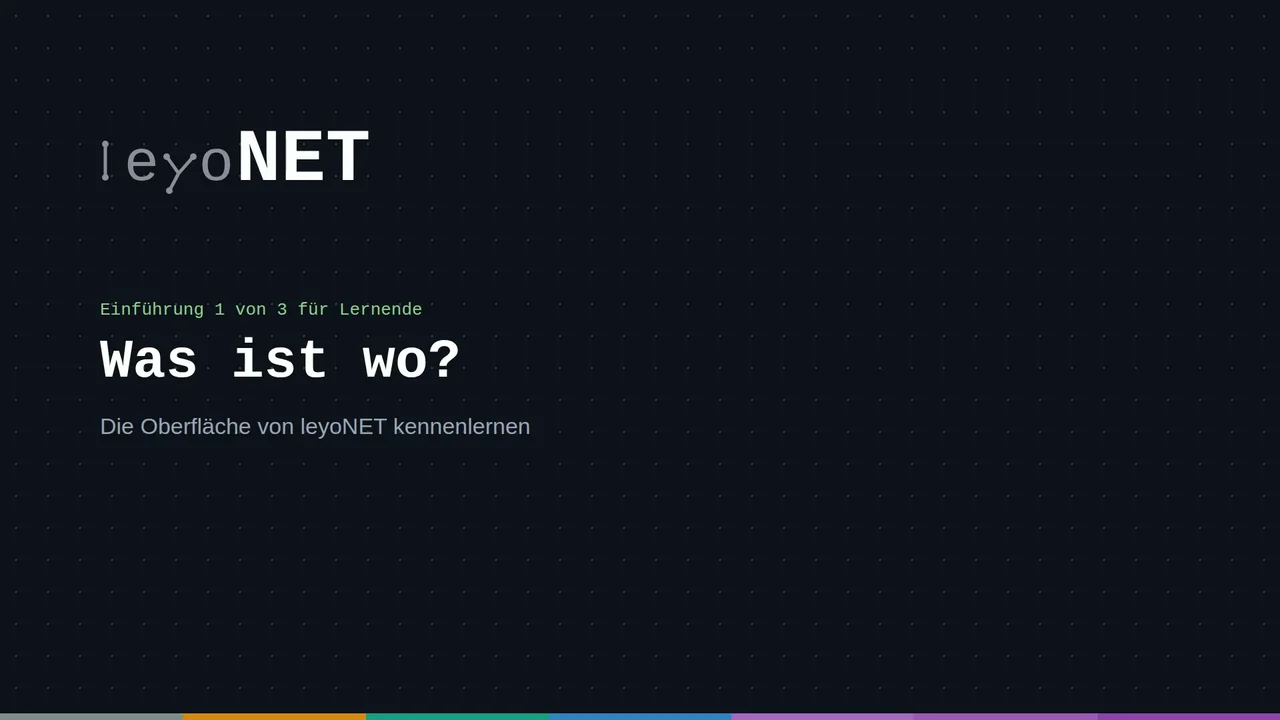 leyoNET
Einführung 1 von 3 für Lernende
Was ist wo?
Die Oberfläche von leyoNET kennenlernen